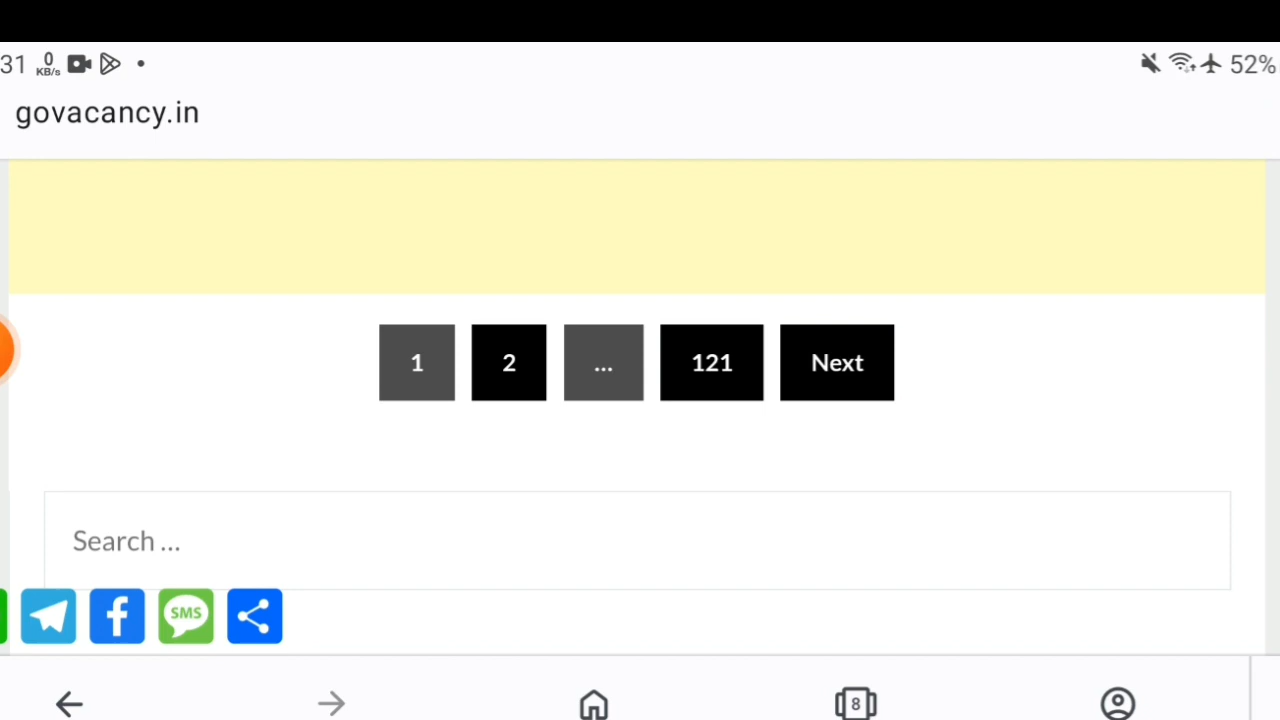 31 0 KB/s 52%
govacancy.in
1 2 ... 121 Next
Search ...
SMS
8